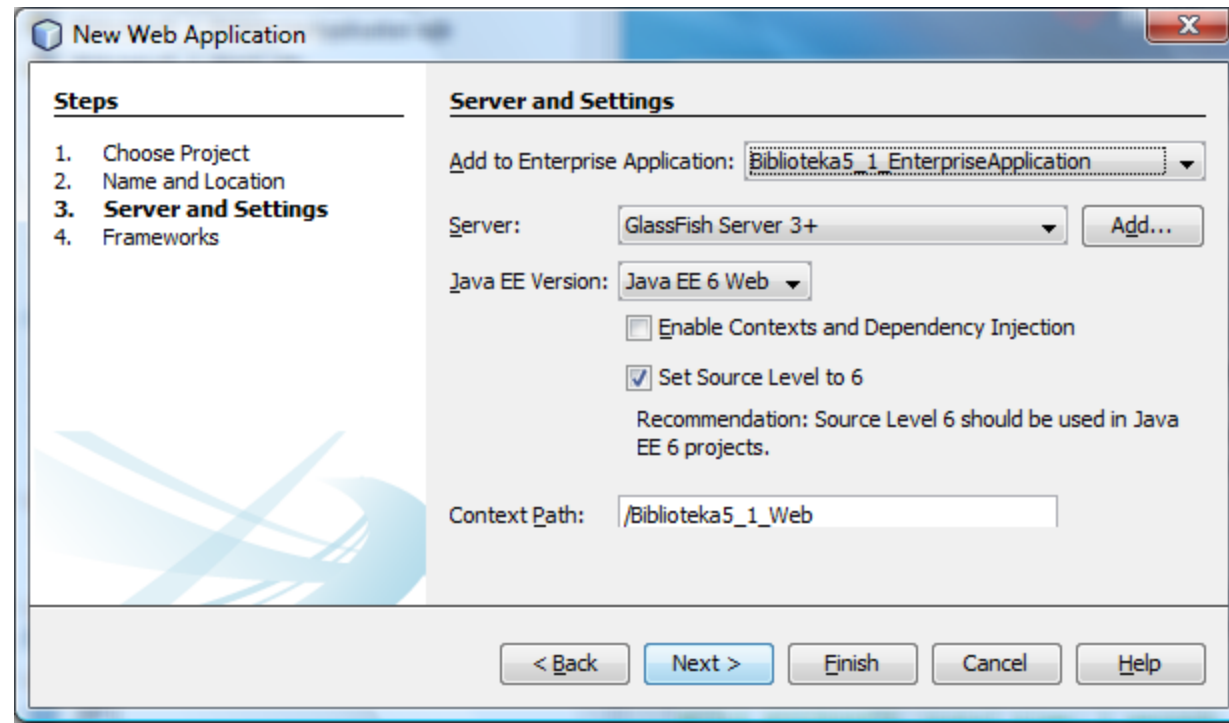 New Web Application
Steps
1. Choose Project
2. Name and Location
3. Server and Settings
4. Frameworks
Server and Settings
Add to Enterprise Application: Biblioteka5_1_EnterpriseApplication
Server: GlassFish Server 3+ Add...
Java EE Version: Java EE 6 Web
Enable Contexts and Dependency Injection
Set Source Level to 6
Recommendation: Source Level 6 should be used in Java
EE 6 projects.
Context Path: /Biblioteka5_1_Web
< Back Next > Finish Cancel Help